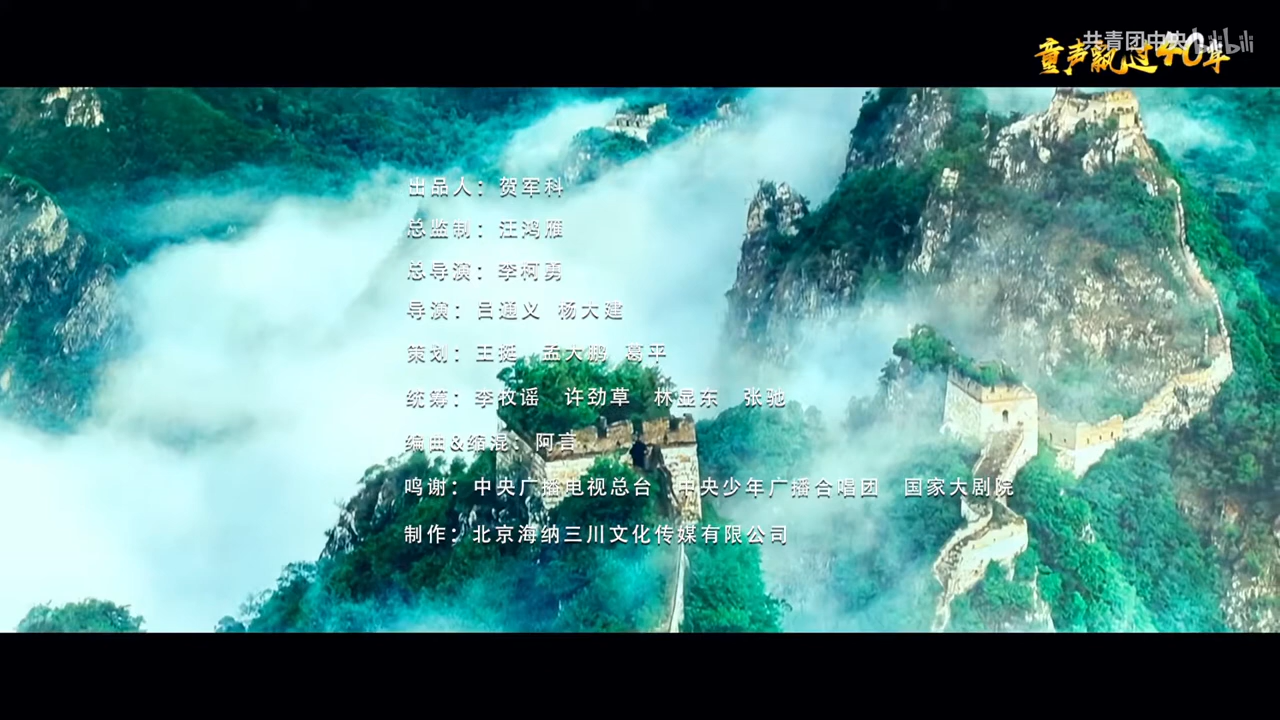 共青团中央 bilibili
童声飘过40年
出品人：贺军科
总监制：汪鸿雁
总导演：李柯勇
导演：吕通义 杨大建
策划：王挺 孟大鹏 葛平
统筹：李牧谣 许劲草 林显东 张驰
编曲&缩混：阿言
鸣谢：中央广播电视总台 中央少年广播合唱团 国家大剧院
制作：北京海纳三川文化传媒有限公司